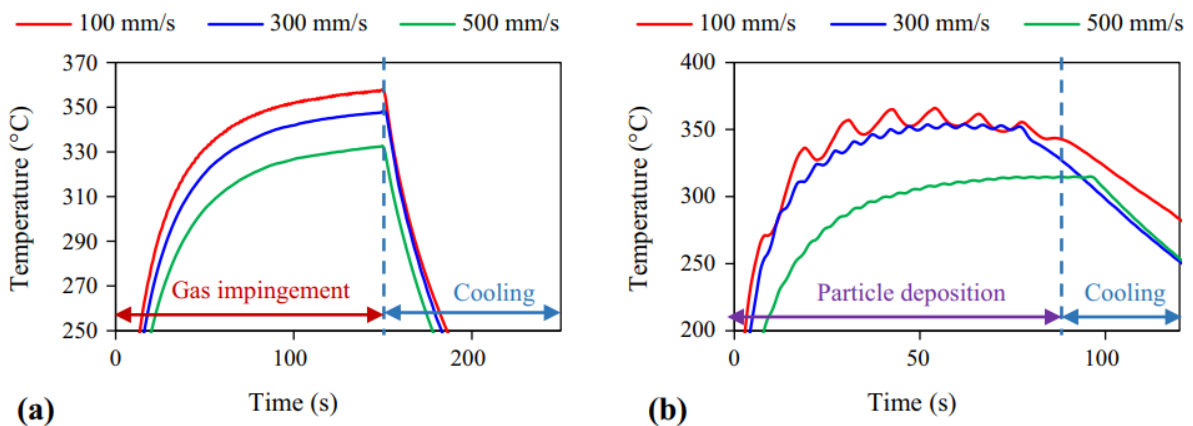 100 mm/s 300 mm/s 500 mm/s
370
350
330
310
290
270
250
Temperature (°C)
Gas impingement
Cooling
0 100 200
Time (s)
(a)
100 mm/s 300 mm/s 500 mm/s
400
350
300
250
200
Temperature (°C)
Particle deposition
Cooling
0 50 100
Time (s)
(b)